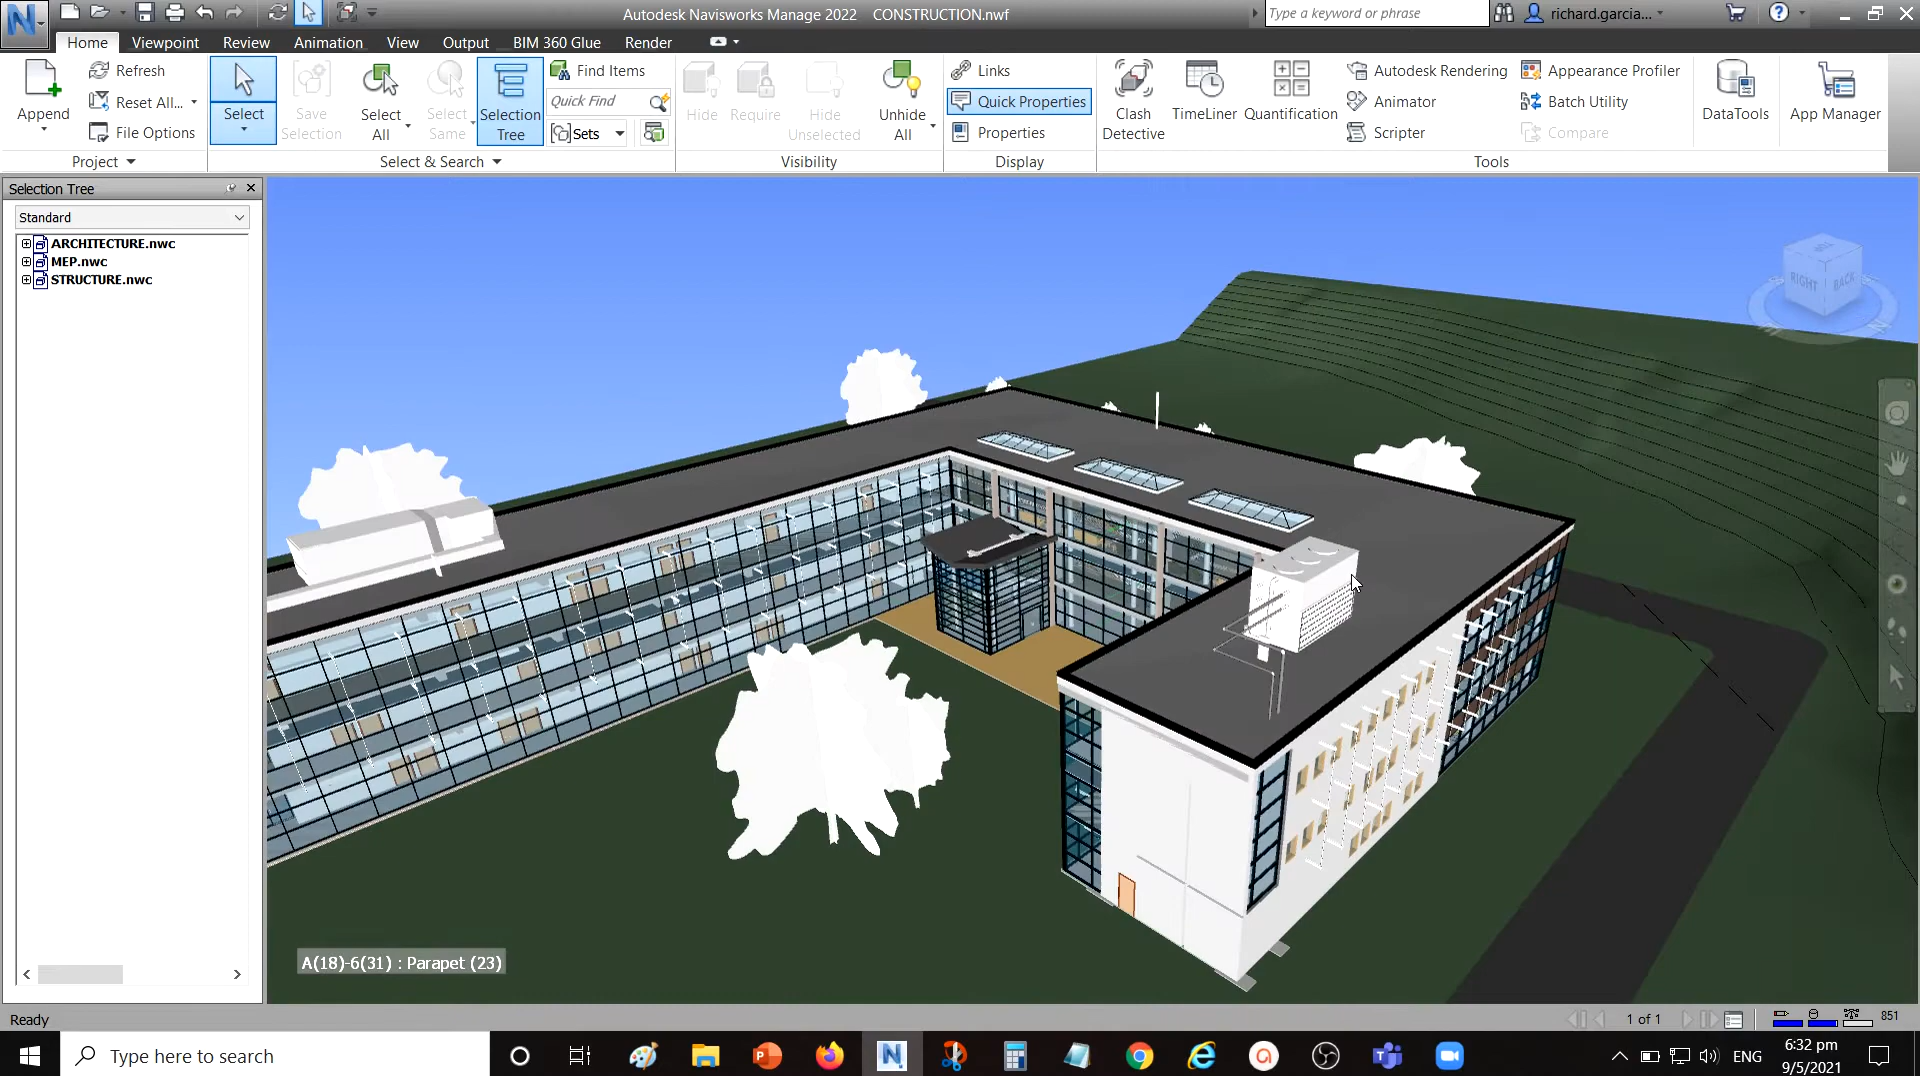 Autodesk Navisworks Manage 2022 CONSTRUCTION.nwf
Type a keyword or phrase
richard.garcia...
Home Viewpoint Review Animation View Output BIM 360 Glue Render
Append
Refresh
Reset All...
File Options
Project
Select
Save Selection
Select All
Select Same
Selection Tree
Find Items
Quick Find
Sets
Select & Search
Hide
Require
Hide Unselected
Unhide All
Visibility
Links
Quick Properties
Properties
Display
Clash Detective
TimeLiner
Quantification
Autodesk Rendering
Animator
Scripter
Appearance Profiler
Batch Utility
Compare
Tools
DataTools
App Manager
Selection Tree
Standard
ARCHITECTURE.nwc
MEP.nwc
STRUCTURE.nwc
RIGHT
BACK
A(18)-6(31) : Parapet (23)
Ready
1 of 1
851
Type here to search
ENG
6:32 pm
9/5/2021